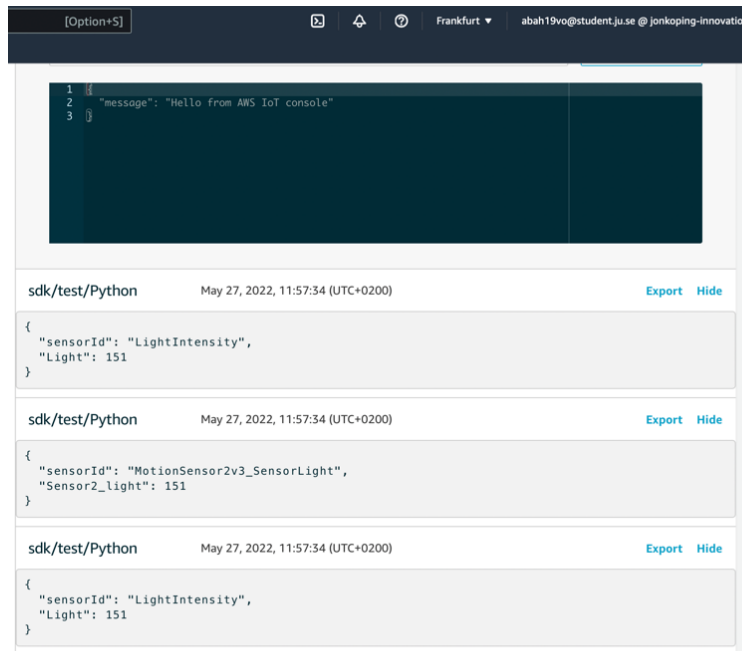 [Option+S] Frankfurt ▼ abah19vo@student.ju.se @ jonkoping-innovatio
1 {
2 "message": "Hello from AWS IoT console"
3 }
sdk/test/Python May 27, 2022, 11:57:34 (UTC+0200) Export Hide
{
"sensorId": "LightIntensity",
"Light": 151
}
sdk/test/Python May 27, 2022, 11:57:34 (UTC+0200) Export Hide
{
"sensorId": "MotionSensor2v3_SensorLight",
"Sensor2_light": 151
}
sdk/test/Python May 27, 2022, 11:57:34 (UTC+0200) Export Hide
{
"sensorId": "LightIntensity",
"Light": 151
}